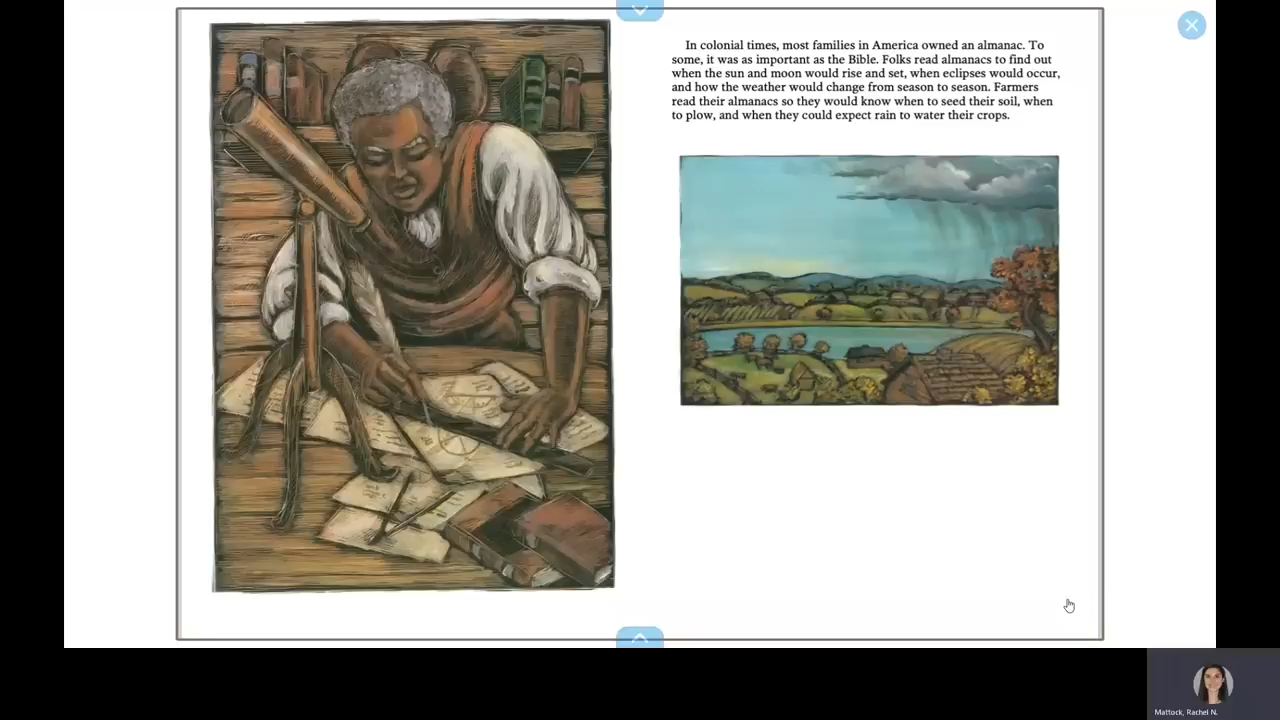 In colonial times, most families in America owned an almanac. To
some, it was as important as the Bible. Folks read almanacs to find out
when the sun and moon would rise and set, when eclipses would occur,
and how the weather would change from season to season. Farmers
read their almanacs so they would know when to seed their soil, when
to plow, and when they could expect rain to water their crops.
Mattock, Rachel N.